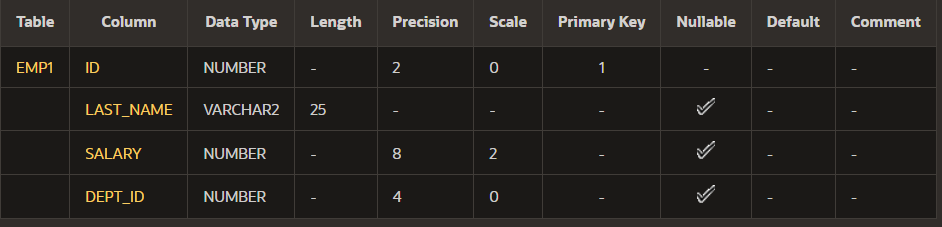 Table Column Data Type Length Precision Scale Primary Key Nullable Default Comment
EMP1 ID NUMBER - 2 0 1 - - -
LAST_NAME VARCHAR2 25 - - - ✓ - -
SALARY NUMBER - 8 2 - ✓ - -
DEPT_ID NUMBER - 4 0 - ✓ - -